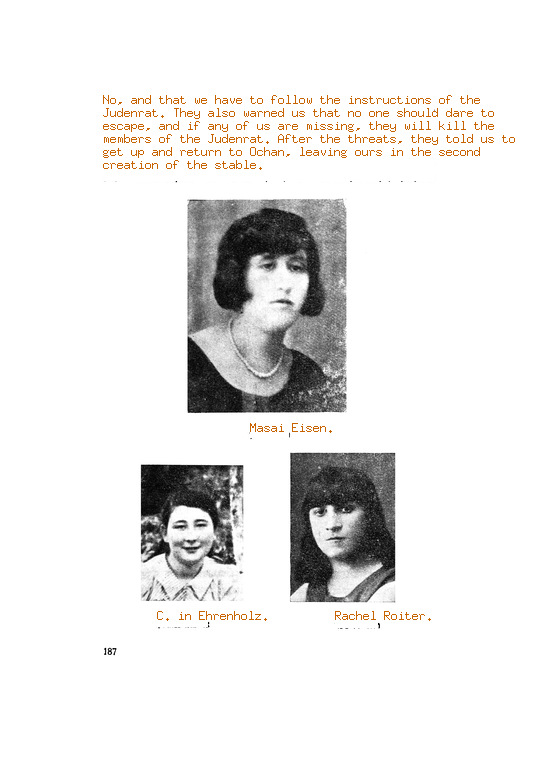 No, and that we have to follow the instructions of the
Judenrat. They also warned us that no one should dare to
escape, and if any of us are missing, they will kill the
members of the Judenrat. After the threats, they told us to
get up and return to Ochan, leaving ours in the second
creation of the stable.
Masai Eisen.
C. in Ehrenholz.
Rachel Roiter.
187